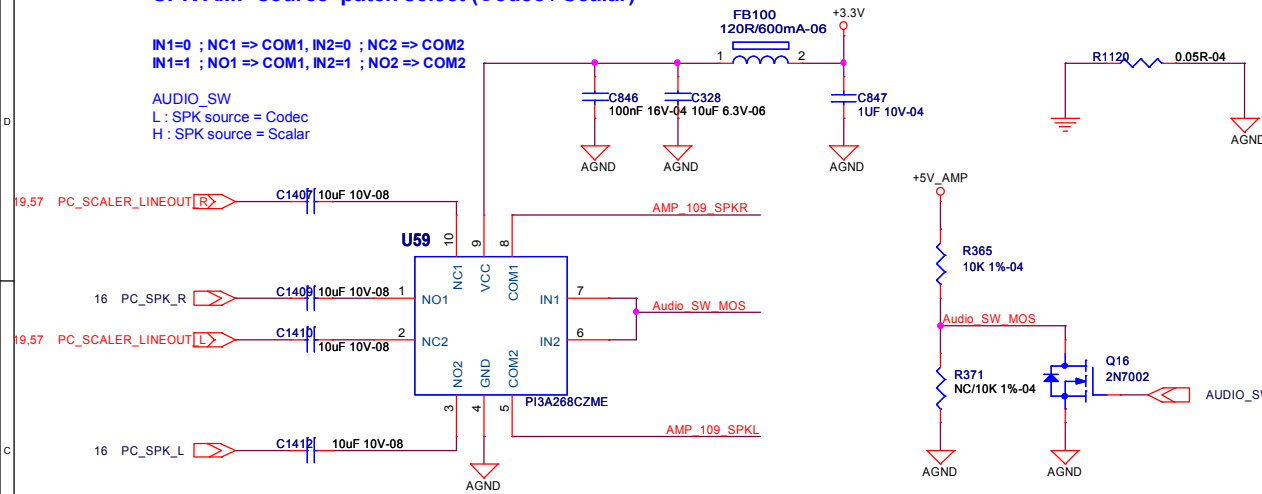 IN1=0 ; NC1 => COM1, IN2=0 ; NC2 => COM2
IN1=1 ; NO1 => COM1, IN2=1 ; NO2 => COM2
AUDIO_SW
L : SPK source = Codec
H : SPK source = Scalar
FB100
120R/600mA-06
+3.3V
1
2
C846
100nF 16V-04
C328
10uF 6.3V-06
C847
1UF 10V-04
AGND
AGND
AGND
R1120
0.05R-04
AGND
D
19,57 PC_SCALER_LINEOUT R
C1407
10uF 10V-08
AMP_109_SPKR
U59
10
9
8
NC1
VCC
COM1
16 PC_SPK_R
C1409
10uF 10V-08
1
NO1
IN1
7
Audio_SW_MOS
19,57 PC_SCALER_LINEOUT L
C1410
10uF 10V-08
2
NC2
IN2
6
NO2
GND
COM2
PI3A268CZME
3
4
5
AMP_109_SPKL
16 PC_SPK_L
C1412
10uF 10V-08
AGND
+5V_AMP
R365
10K 1%-04
Audio_SW_MOS
R371
NC/10K 1%-04
Q16
2N7002
AGND
AGND
C